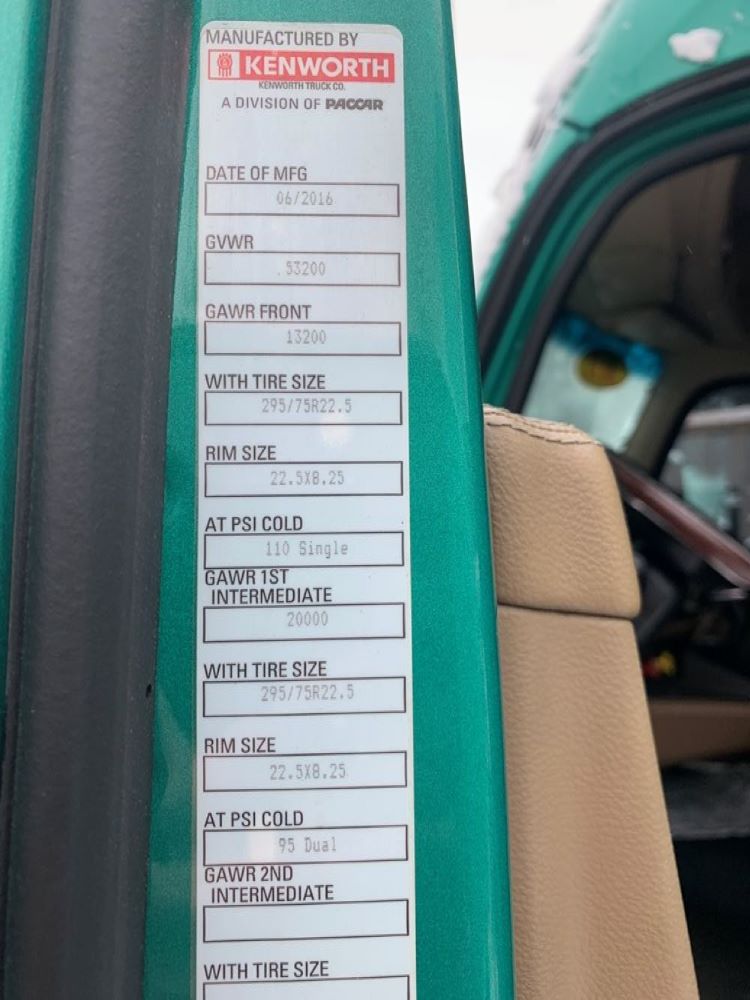 MANUFACTURED BY
KENWORTH
KENWORTH TRUCK CO.
A DIVISION OF PACCAR
DATE OF MFG
06/2016
GVWR
53200
GAWR FRONT
13200
WITH TIRE SIZE
295/75R22.5
RIM SIZE
22.5X8.25
AT PSI COLD
110 Single
GAWR 1ST
INTERMEDIATE
20000
WITH TIRE SIZE
295/75R22.5
RIM SIZE
22.5X8.25
AT PSI COLD
95 Dual
GAWR 2ND
INTERMEDIATE
WITH TIRE SIZE